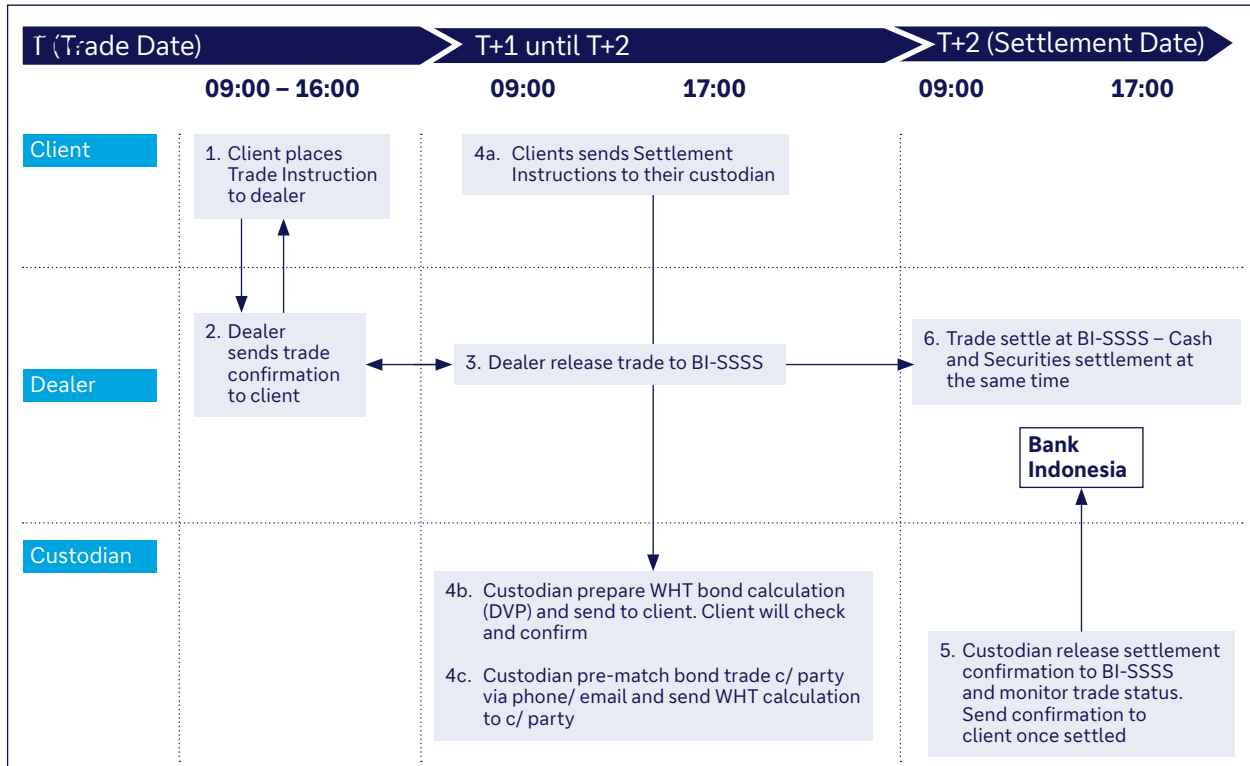 T (Trade Date)
T+1 until T+2
T+2 (Settlement Date)
09:00 – 16:00
09:00
17:00
09:00
17:00
Client
1. Client places
Trade Instruction
to dealer
4a. Clients sends Settlement
Instructions to their custodian
Dealer
2. Dealer
sends trade
confirmation
to client
3. Dealer release trade to BI-SSSS
6. Trade settle at BI-SSSS – Cash
and Securities settlement at
the same time
Bank
Indonesia
Custodian
4b. Custodian prepare WHT bond calculation
(DVP) and send to client. Client will check
and confirm
4c. Custodian pre-match bond trade c/ party
via phone/ email and send WHT calculation
to c/ party
5. Custodian release settlement
confirmation to BI-SSSS
and monitor trade status.
Send confirmation to
client once settled